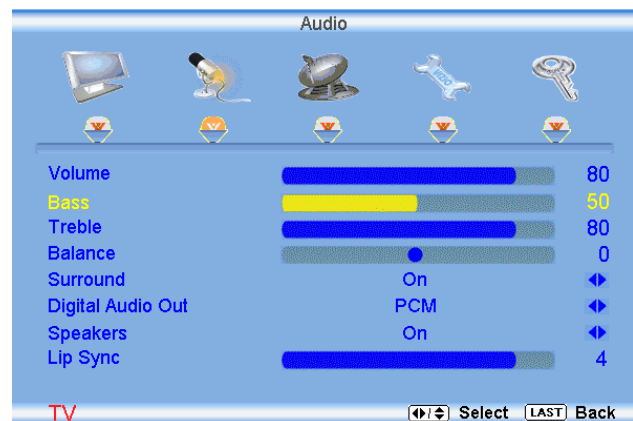 Audio
VIZIO
Volume 80
Bass 50
Treble 80
Balance 0
Surround On
Digital Audio Out PCM
Speakers On
Lip Sync 4
TV Select LAST Back